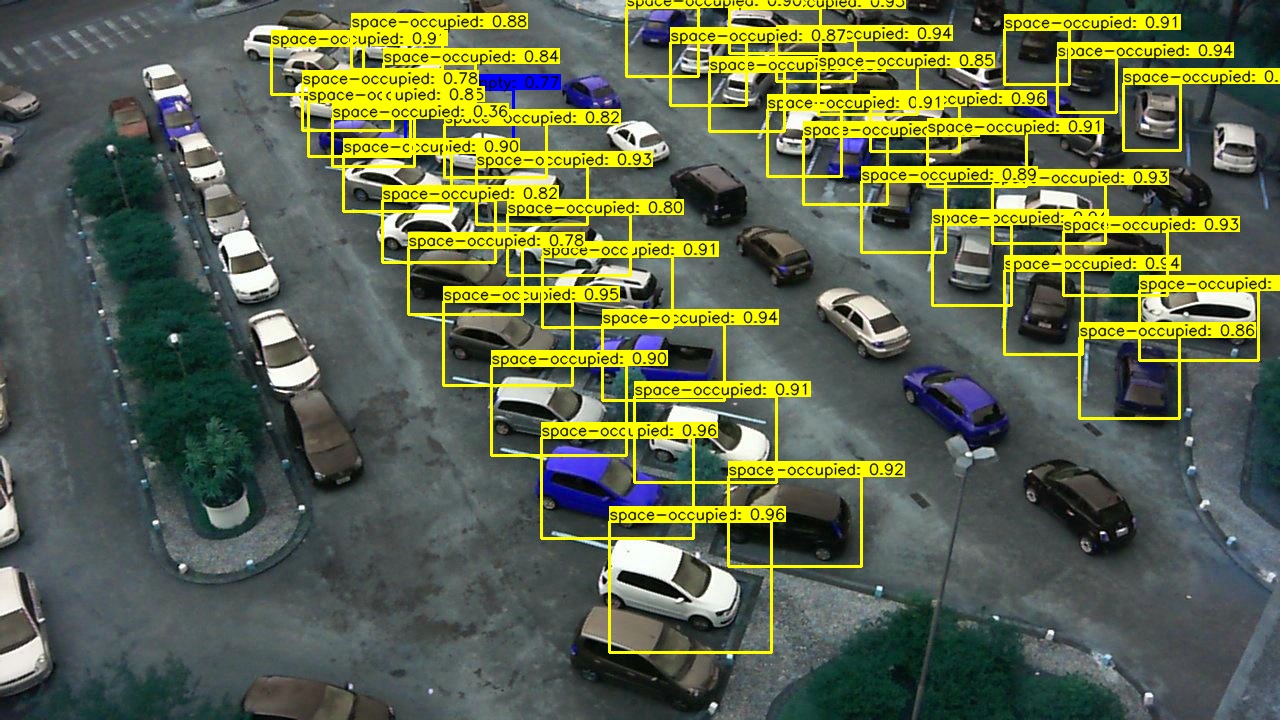 space-occupied: 0.88
space-occupied: 0.91
space-occupied: 0.84
space-occupied: 0.78
space-occupied: 0.85
space-occupied: 0.36
space-occupied: 0.82
space-occupied: 0.90
space-occupied: 0.93
space-occupied: 0.82
space-occupied: 0.80
space-occupied: 0.78
space-occupied: 0.91
space-occupied: 0.95
space-occupied: 0.94
space-occupied: 0.90
space-occupied: 0.91
space-occupied: 0.96
space-occupied: 0.92
space-occupied: 0.96
0.77
0.87
0.94
space-occupied: 0.85
0.91
0.96
space-occupied: 0.91
space-occupied: 0.89
0.93
space-occupied: 0.93
space-occupied: 0.94
space-occupied:
space-occupied: 0.86
space-occupied: 0.91
space-occupied: 0.94
space-occupied: 0.